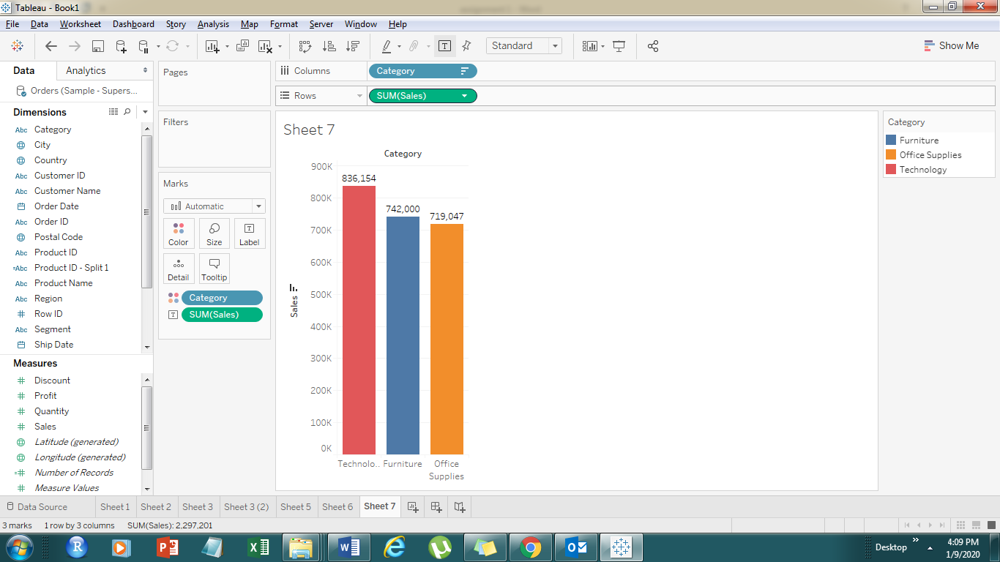 Tableau - Book1
File Data Worksheet Dashboard Story Analysis Map Format Server Window Help
Standard
Show Me
Data Analytics
Orders (Sample - Supers...
Dimensions
Abc Category
City
Country
Abc Customer ID
Abc Customer Name
Order Date
Abc Order ID
Postal Code
Abc Product ID
=Abc Product ID - Split 1
Abc Product Name
Abc Region
# Row ID
Abc Segment
Ship Date
Measures
# Discount
# Profit
# Quantity
# Sales
Latitude (generated)
Longitude (generated)
=# Number of Records
# Measure Values
Pages
Filters
Marks
Automatic
Color Size Label
Detail Tooltip
Category
SUM(Sales)
Columns Category
Rows SUM(Sales)
Sheet 7
Category
900K
800K
700K
600K
500K
400K
300K
200K
100K
0K
Sales
836,154
742,000
719,047
Technolo.. Furniture Office
Supplies
Category
Furniture
Office Supplies
Technology
Data Source Sheet 1 Sheet 2 Sheet 3 Sheet 3 (2) Sheet 5 Sheet 6 Sheet 7
3 marks 1 row by 3 columns SUM(Sales): 2,297,201
Desktop
4:09 PM
1/9/2020